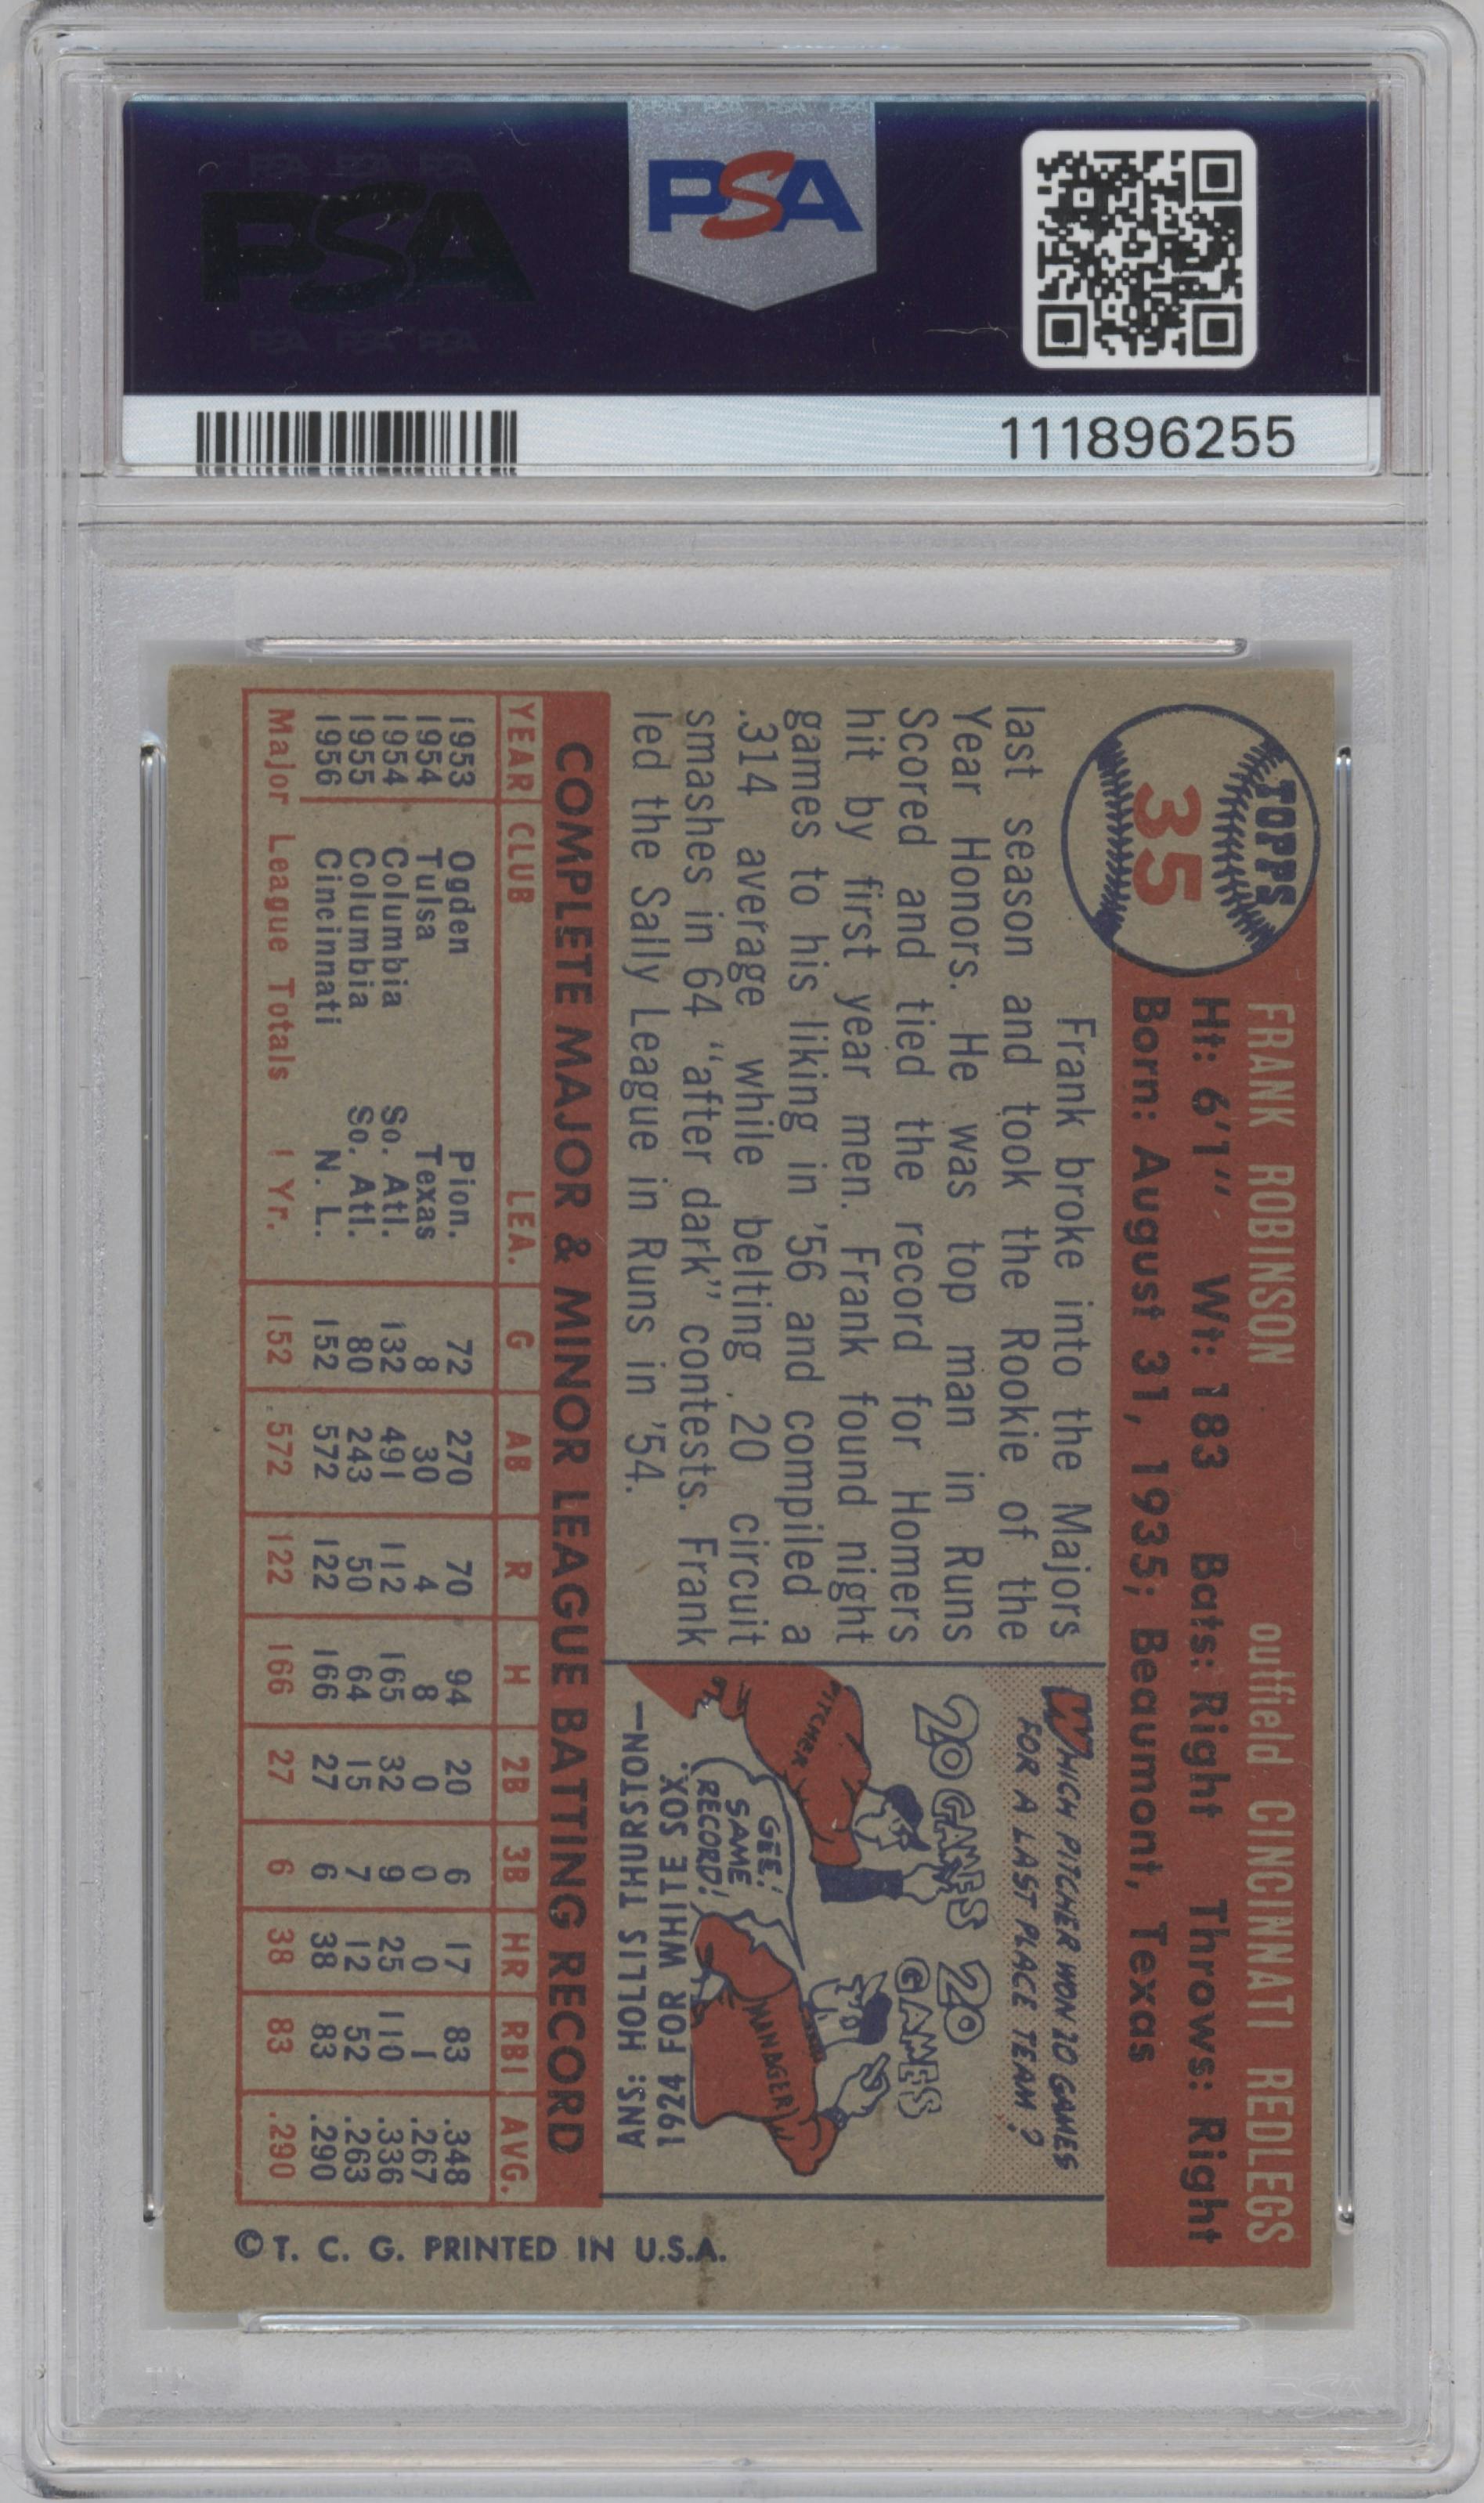 PSA
PSA
111896255
TOPPS
35
FRANK ROBINSON outfield CINCINNATI REDLEGS
Ht: 6'1" Wt: 183 Bats: Right Throws: Right
Born: August 31, 1935; Beaumont, Texas
Frank broke into the Majors
last season and took the Rookie of the
Year Honors. He was top man in Runs
Scored and tied the record for Homers
hit by first year men. Frank found night
games to his liking in '56 and compiled a
.314 average while belting 20 circuit
smashes in 64 "after dark" contests. Frank
led the Sally League in Runs in '54.
WHICH PITCHER WON 20 GAMES
FOR A LAST PLACE TEAM?
20 GAMES
20 GAMES
PITCHER
MANAGER
GEE!
SAME
RECORD!
ANS: HOLLIS THURSTON—
1924 FOR WHITE SOX.
COMPLETE MAJOR & MINOR LEAGUE BATTING RECORD
YEAR CLUB LEA. G AB R H 2B 3B HR RBI AVG.
1953 Ogden Pion. 72 270 70 94 20 6 17 83 .348
1954 Tulsa Texas 8 30 4 8 0 0 0 1 .267
1954 Columbia So. Atl. 132 491 112 165 32 9 25 110 .336
1955 Columbia So. Atl. 80 243 50 64 15 7 12 52 .263
1956 Cincinnati N. L. 152 572 122 166 27 6 38 83 .290
Major League Totals 1 Yr. 152 572 122 166 27 6 38 83 .290
© T. C. G. PRINTED IN U.S.A.